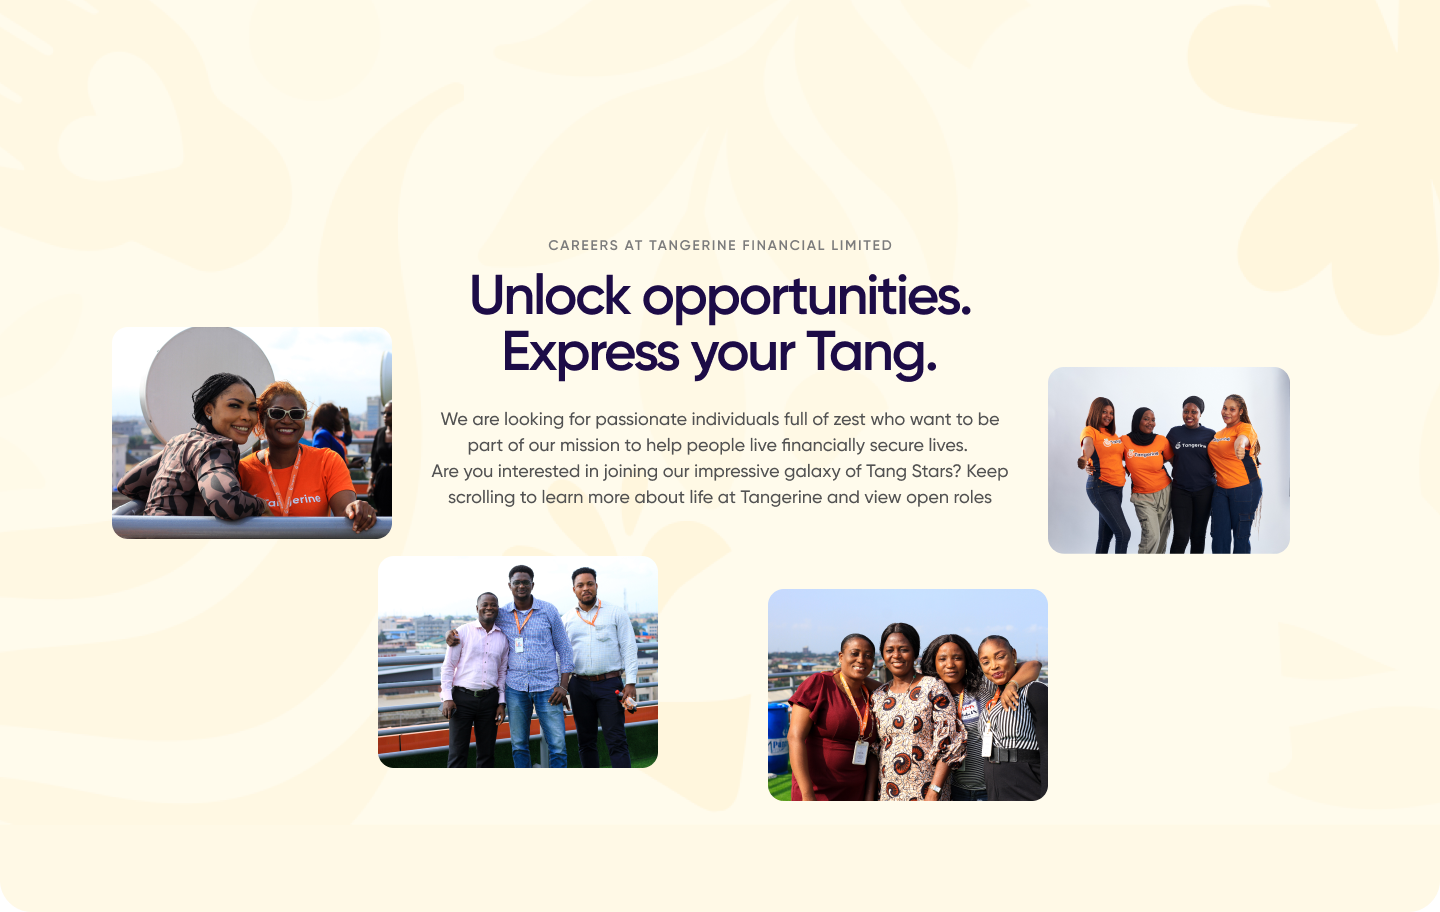 CAREERS AT TANGERINE FINANCIAL LIMITED
Unlock opportunities.
Express your Tang.
We are looking for passionate individuals full of zest who want to be
part of our mission to help people live financially secure lives.
Are you interested in joining our impressive galaxy of Tang Stars? Keep
scrolling to learn more about life at Tangerine and view open roles
Tangerine
Tangerine